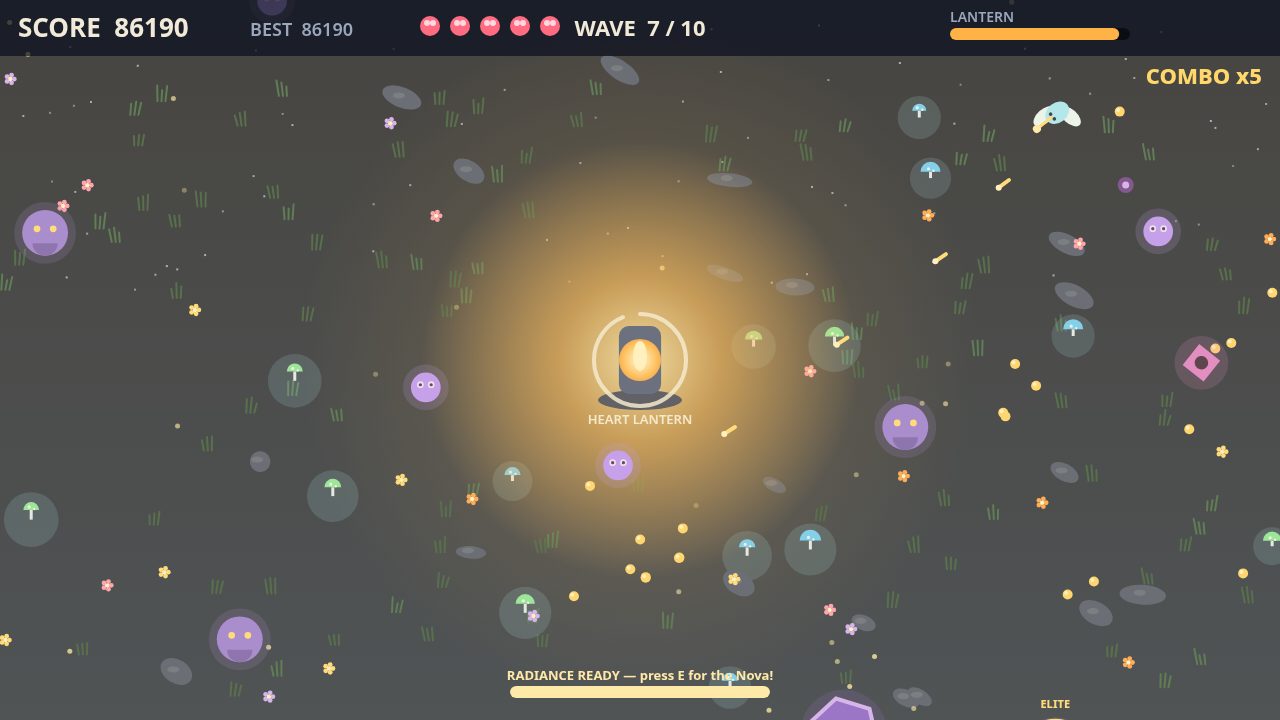 SCORE 86190
BEST 86190
WAVE 7 / 10
LANTERN
COMBO x5
HEART LANTERN
RADIANCE READY — press E for the Nova!
ELITE